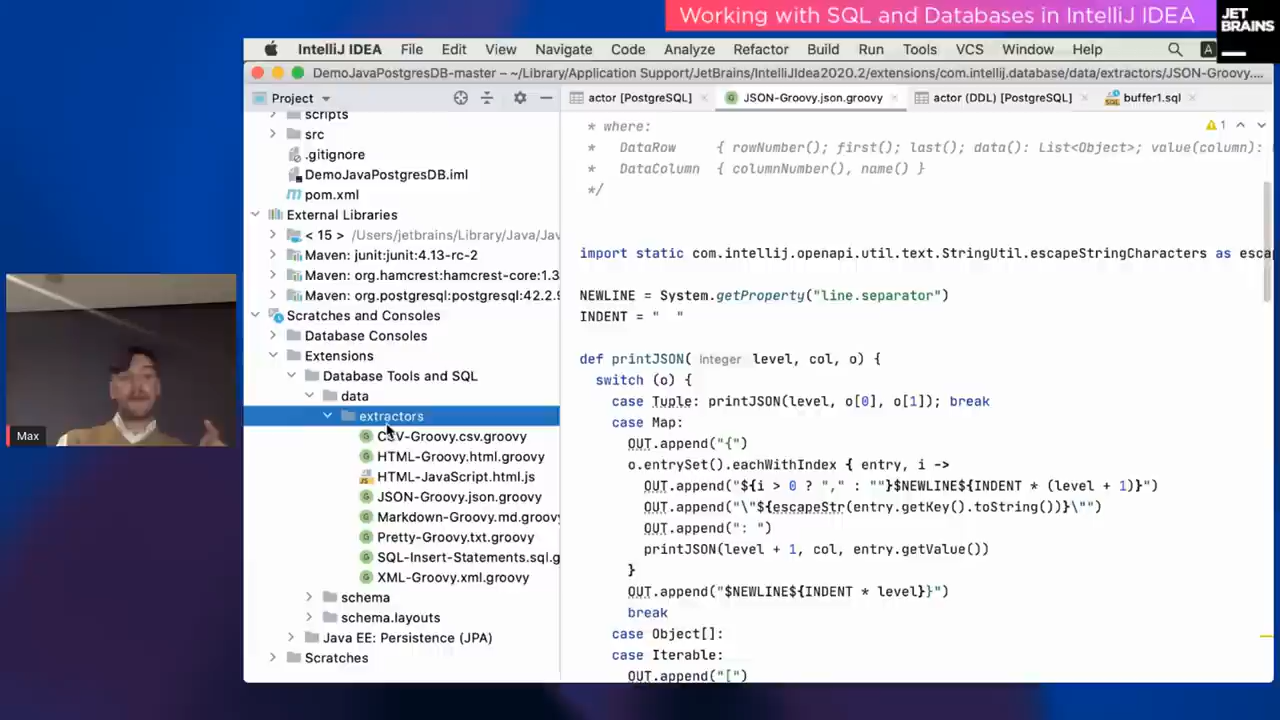 Working with SQL and Databases in IntelliJ IDEA
JET
BRAINS
IntelliJ IDEA File Edit View Navigate Code Analyze Refactor Build Run Tools VCS Window Help A
DemoJavaPostgresDB-master – ~/Library/Application Support/JetBrains/IntelliJIdea2020.2/extensions/com.intellij.database/data/extractors/JSON-Groovy....
Project
actor [PostgreSQL] JSON-Groovy.json.groovy actor (DDL) [PostgreSQL] buffer1.sql
scripts
src
.gitignore
DemoJavaPostgresDB.iml
pom.xml
External Libraries
< 15 > /Users/jetbrains/Library/Java/Jav
Maven: junit:junit:4.13-rc-2
Maven: org.hamcrest:hamcrest-core:1.3
Maven: org.postgresql:postgresql:42.2.9
Scratches and Consoles
Database Consoles
Extensions
Database Tools and SQL
data
extractors
CSV-Groovy.csv.groovy
HTML-Groovy.html.groovy
HTML-JavaScript.html.js
JSON-Groovy.json.groovy
Markdown-Groovy.md.groovy
Pretty-Groovy.txt.groovy
SQL-Insert-Statements.sql.g
XML-Groovy.xml.groovy
schema
schema.layouts
Java EE: Persistence (JPA)
Scratches
1
* where:
* DataRow { rowNumber(); first(); last(); data(): List<Object>; value(column):
* DataColumn { columnNumber(), name() }
*/
import static com.intellij.openapi.util.text.StringUtil.escapeStringCharacters as escap
NEWLINE = System.getProperty("line.separator")
INDENT = "  "
def printJSON( Integer level, col, o) {
switch (o) {
case Tuple: printJSON(level, o[0], o[1]); break
case Map:
OUT.append("{")
o.entrySet().eachWithIndex { entry, i ->
OUT.append("${i > 0 ? "," : ""}$NEWLINE${INDENT * (level + 1)}")
OUT.append("\"${escapeStr(entry.getKey().toString())}\"")
OUT.append(": ")
printJSON(level + 1, col, entry.getValue())
}
OUT.append("$NEWLINE${INDENT * level}}")
break
case Object[]:
case Iterable:
OUT.append("[")
Max